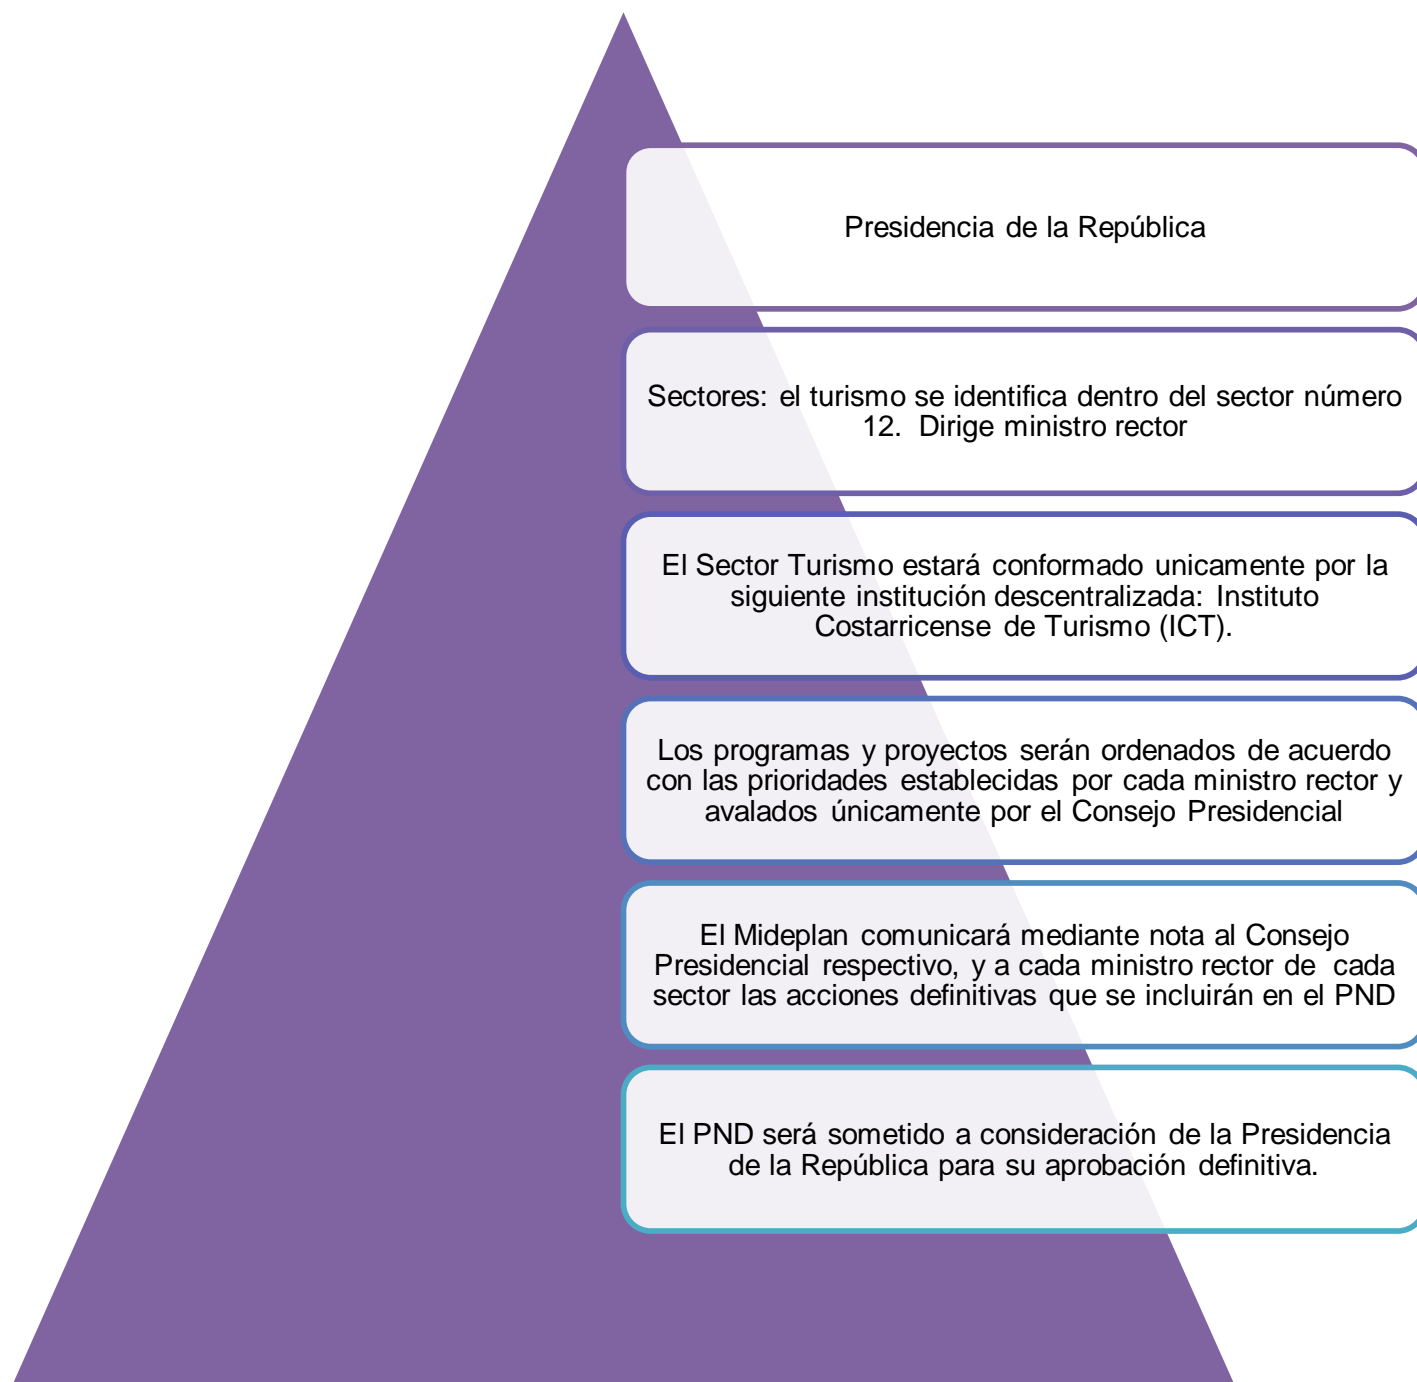 Presidencia de la República
Sectores: el turismo se identifica dentro del sector número
12.  Dirige ministro rector
El Sector Turismo estará conformado unicamente por la
siguiente institución descentralizada: Instituto
Costarricense de Turismo (ICT).
Los programas y proyectos serán ordenados de acuerdo
con las prioridades establecidas por cada ministro rector y
avalados únicamente por el Consejo Presidencial
El Mideplan comunicará mediante nota al Consejo
Presidencial respectivo, y a cada ministro rector de  cada
sector las acciones definitivas que se incluirán en el PND
El PND será sometido a consideración de la Presidencia
de la República para su aprobación definitiva.